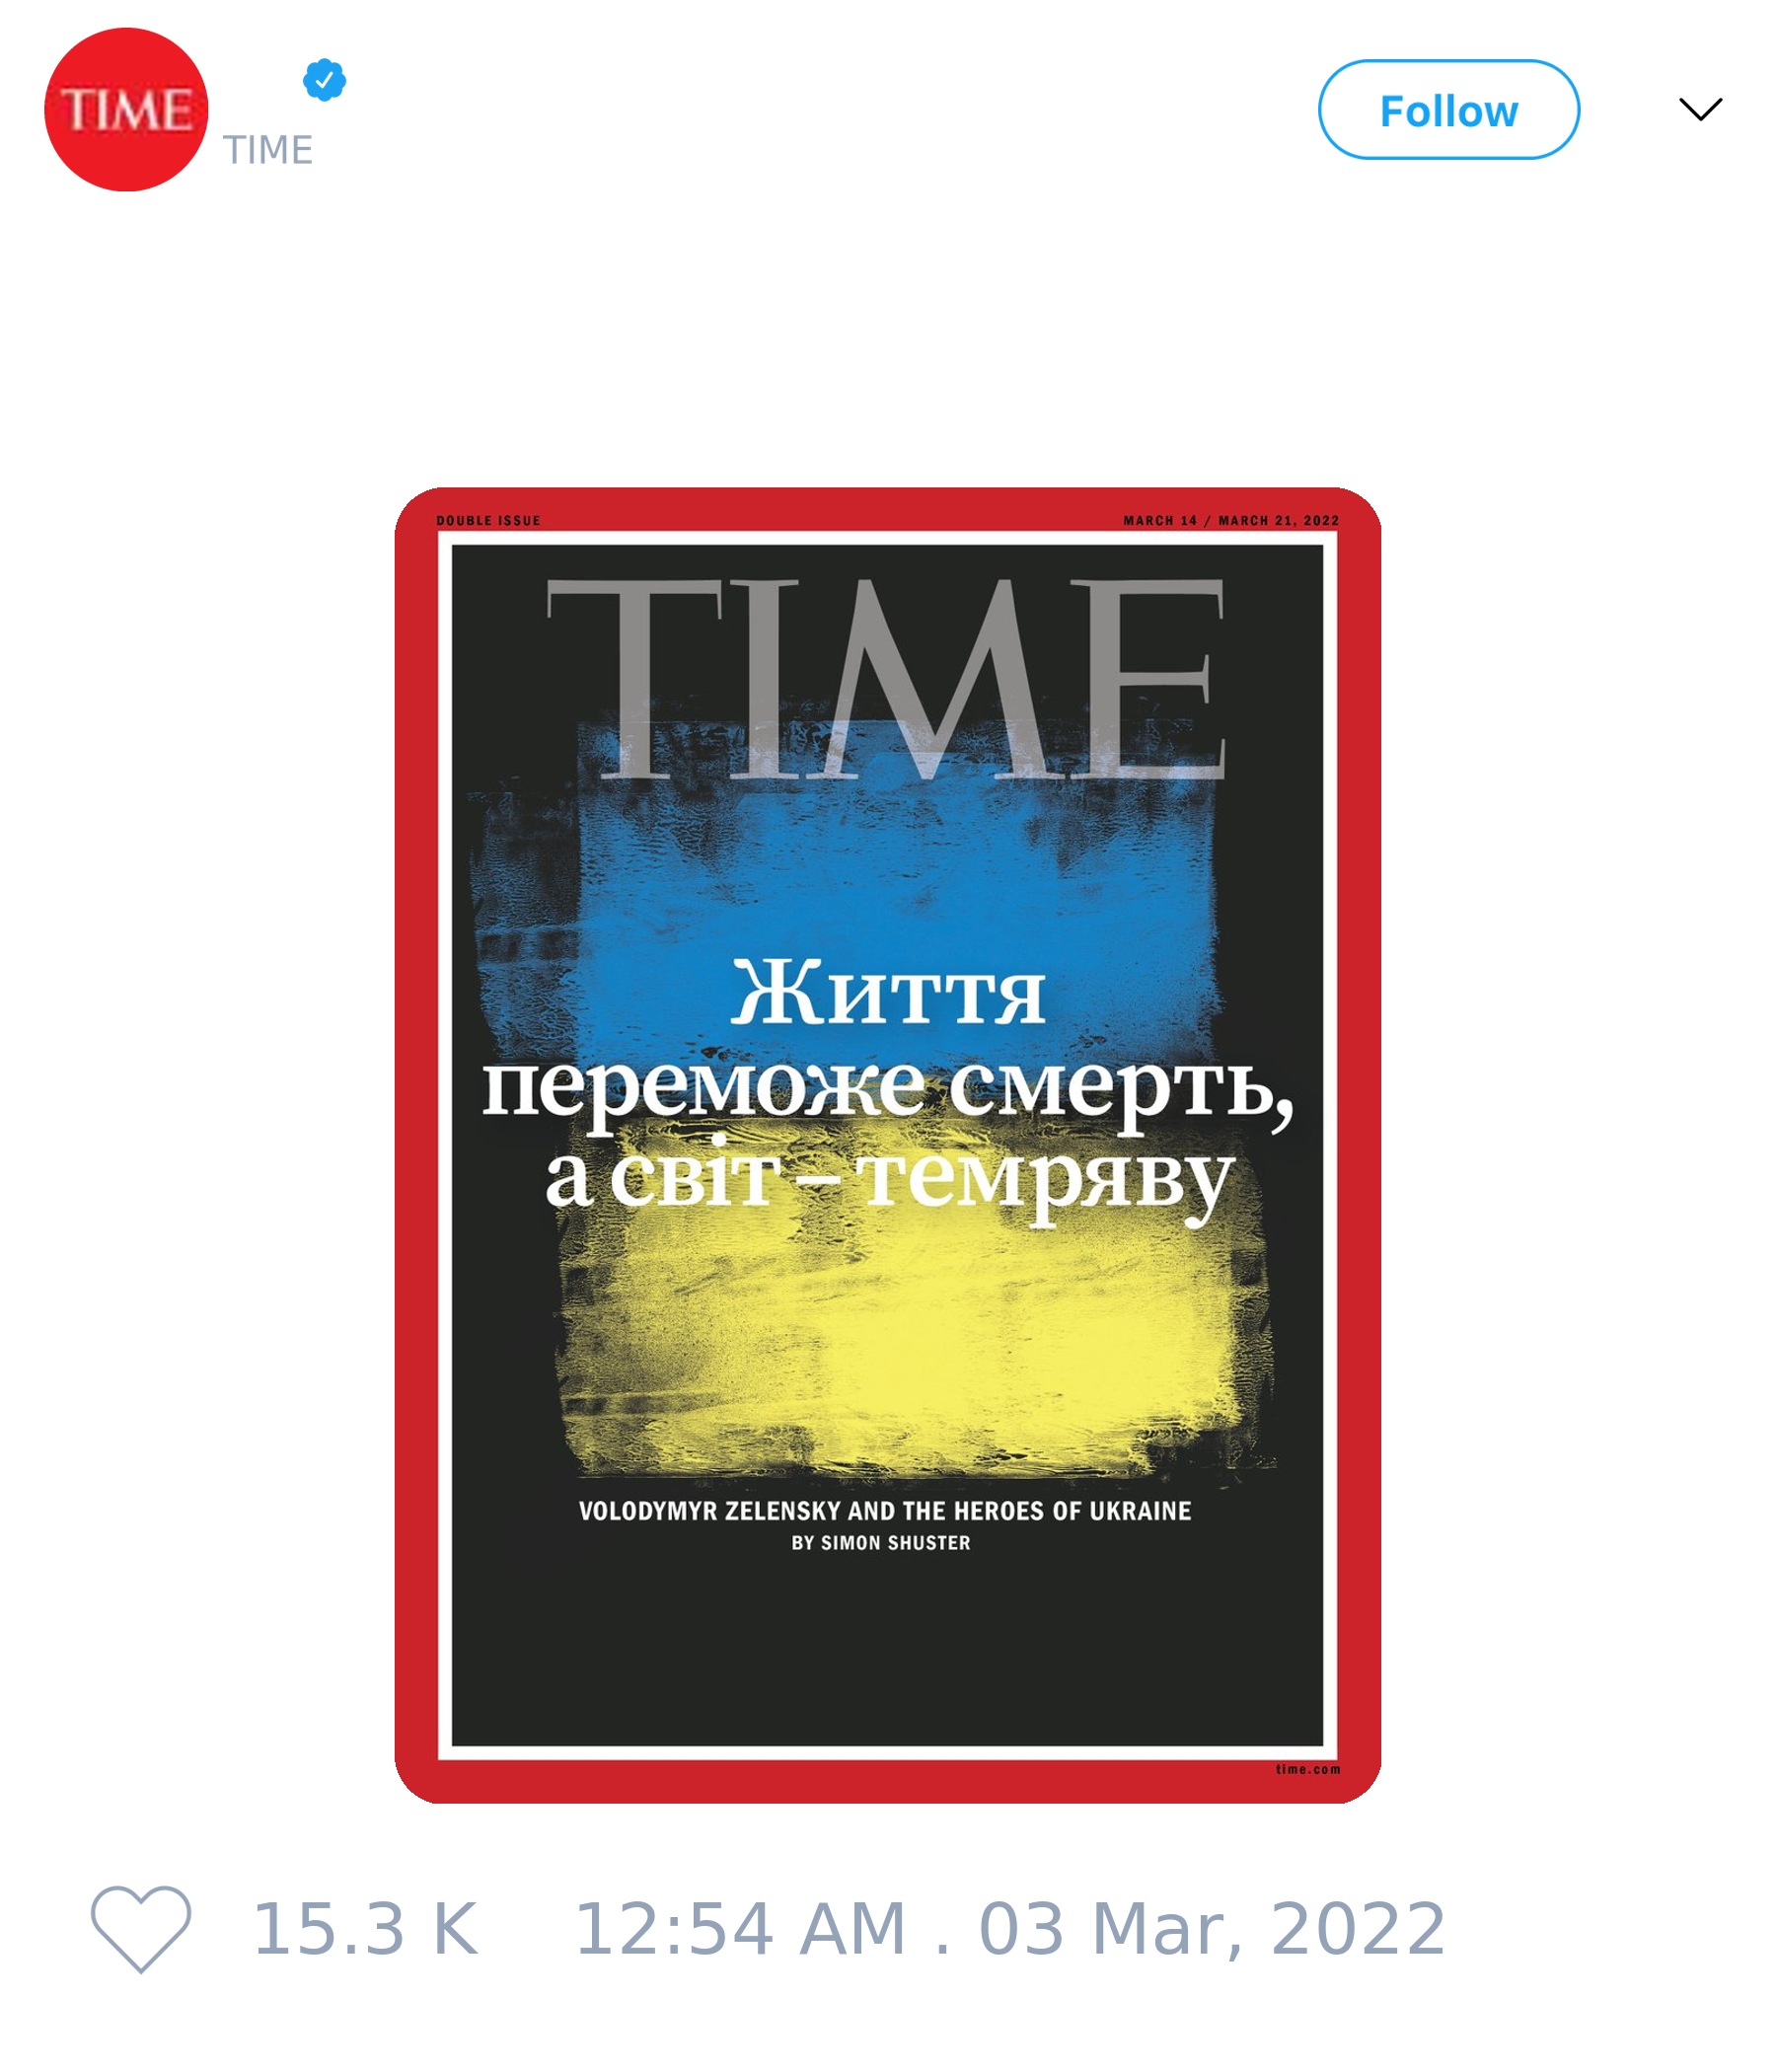 TIME
TIME
Follow
DOUBLE ISSUE
MARCH 14 / MARCH 21, 2022
TIME
Життя
переможе смерть,
а світ – темряву
VOLODYMYR ZELENSKY AND THE HEROES OF UKRAINE
BY SIMON SHUSTER
time.com
15.3 K
12:54 AM . 03 Mar, 2022